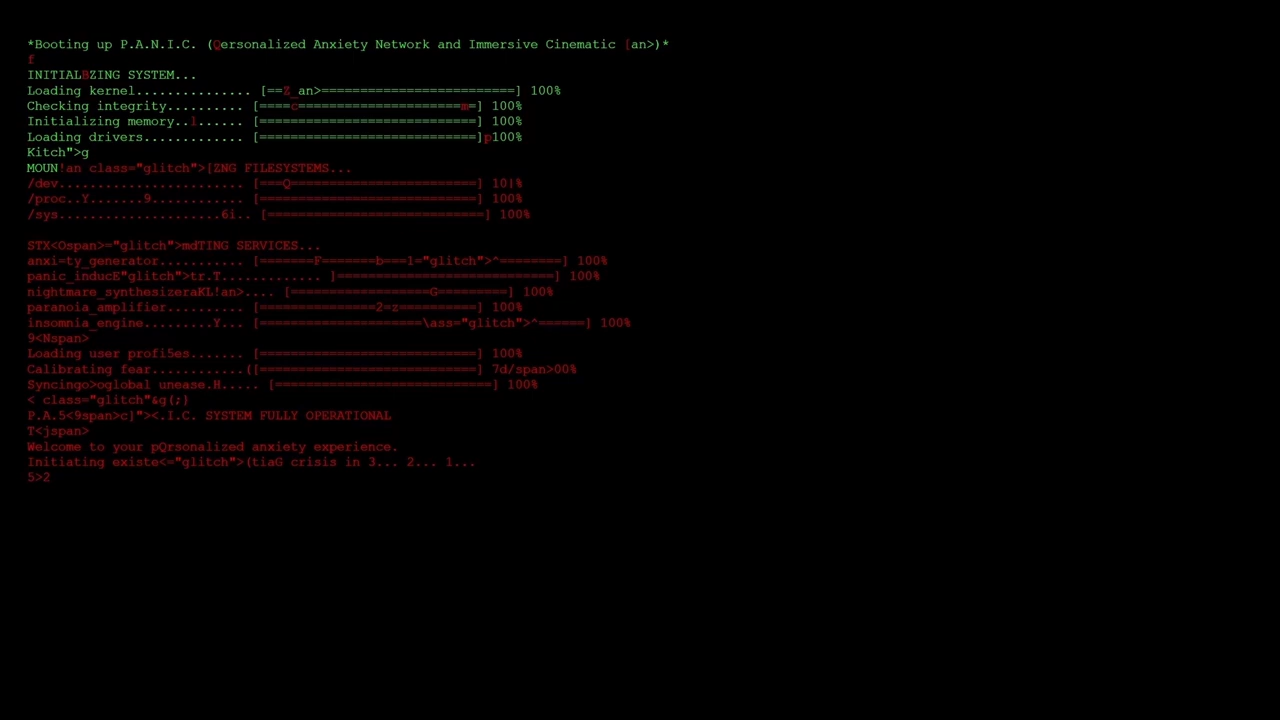 *Booting up P.A.N.I.C. (Qersonalized Anxiety Network and Immersive Cinematic [an>)*
f
INITIAL8ZING SYSTEM...
Loading kernel............... [==Z_an>=========================] 100%
Checking integrity.......... [====c======================m=] 100%
Initializing memory..l...... [============================] 100%
Loading drivers............. [============================]p100%
Kitch">g
MOUN!an class="glitch">[ZNG FILESYSTEMS...
/dev........................ [===Q========================] 10|%
/proc..Y.......9............ [============================] 100%
/sys.....................6i.. [============================] 100%
STX<Ospan>="glitch">mdTING SERVICES...
anxi=ty_generator........... [=======F=======b===1="glitch">^========] 100%
panic_inducE"glitch">tr.T............. ]============================] 100%
nightmare_synthesizeraKL!an>.... [==================G=========] 100%
paranoia_amplifier.......... [===============2=z==========] 100%
insomnia_engine.........Y... [=====================\ass="glitch">^======] 100%
9<Nspan>
Loading user profi5es....... [============================] 100%
Calibrating fear............([============================] 7d/span>00%
Syncingo>oglobal unease.H..... [============================] 100%
< class="glitch"&g(;)
P.A.5<9span>c]"><.I.C. SYSTEM FULLY OPERATIONAL
T<jspan>
Welcome to your pQrsonalized anxiety experience.
Initiating existe<="glitch">(tiaG crisis in 3... 2... 1...
5>2